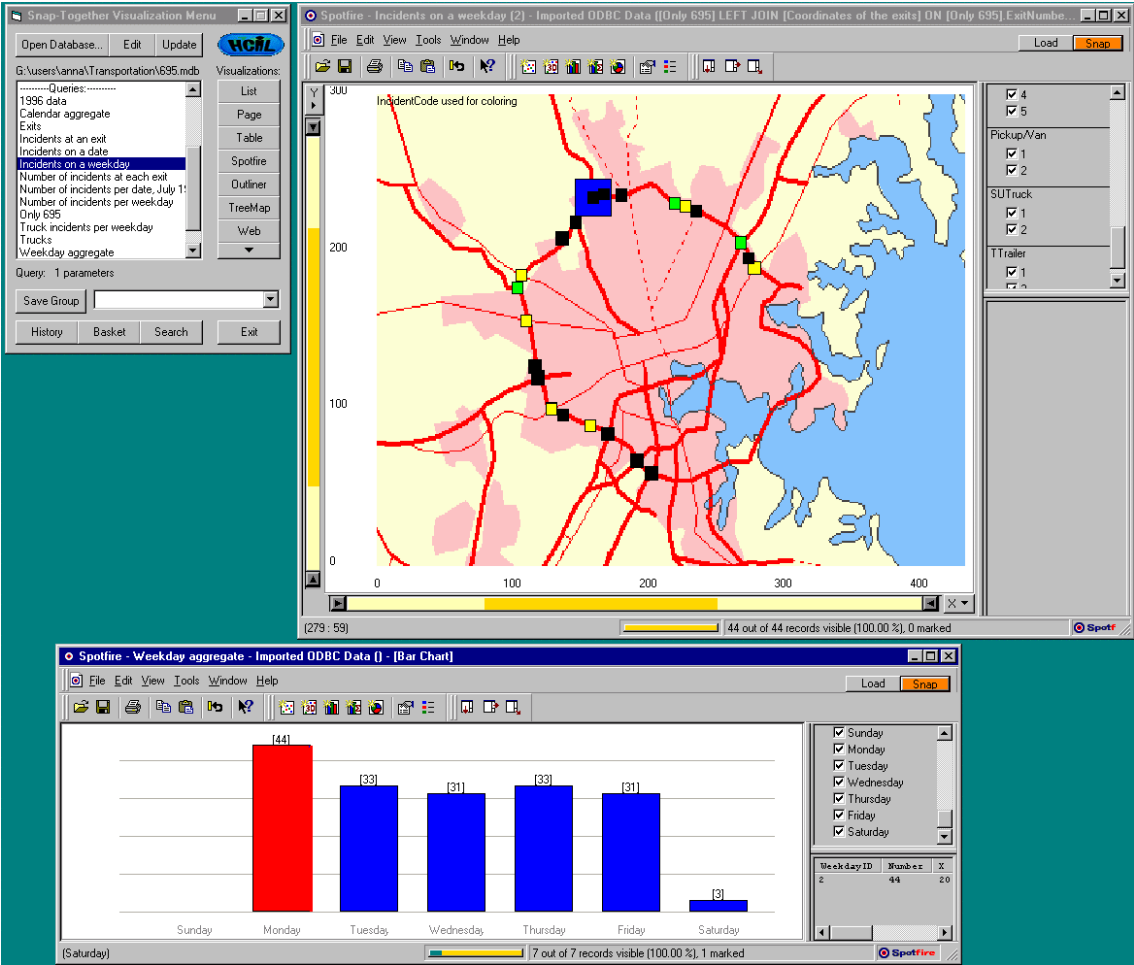 Snap-Together Visualization Menu
Open Database...
Edit
Update
HCIL
G:\users\anna\Transportation\695.mdb
Visualizations:
----------Queries:----------
1996 data
Calendar aggregate
Exits
Incidents at an exit
Incidents on a date
Incidents on a weekday
Number of incidents at each exit
Number of incidents per date, July 1
Number of incidents per weekday
Only 695
Truck incidents per weekday
Trucks
Weekday aggregate
List
Page
Table
Spotfire
Outliner
TreeMap
Web
Query: 1 parameters
Save Group
History
Basket
Search
Exit
Spotfire - Incidents on a weekday (2) - Imported ODBC Data ([Only 695] LEFT JOIN [Coordinates of the exits] ON [Only 695].ExitNumbe...
File Edit View Tools Window Help
Load
Snap
Y
IncidentCode used for coloring
300
200
100
0
0 100 200 300 400
X
4
5
Pickup/Van
1
2
SUTruck
1
2
TTrailer
1
2
(279 : 59)
44 out of 44 records visible (100.00 %), 0 marked
Spotf
Spotfire - Weekday aggregate - Imported ODBC Data () - [Bar Chart]
File Edit View Tools Window Help
Load
Snap
[44]
[33]
[31]
[33]
[31]
[3]
Sunday Monday Tuesday Wednesday Thursday Friday Saturday
Sunday
Monday
Tuesday
Wednesday
Thursday
Friday
Saturday
WeekdayID Number X
2 44 20
(Saturday)
7 out of 7 records visible (100.00 %), 1 marked
Spotfire